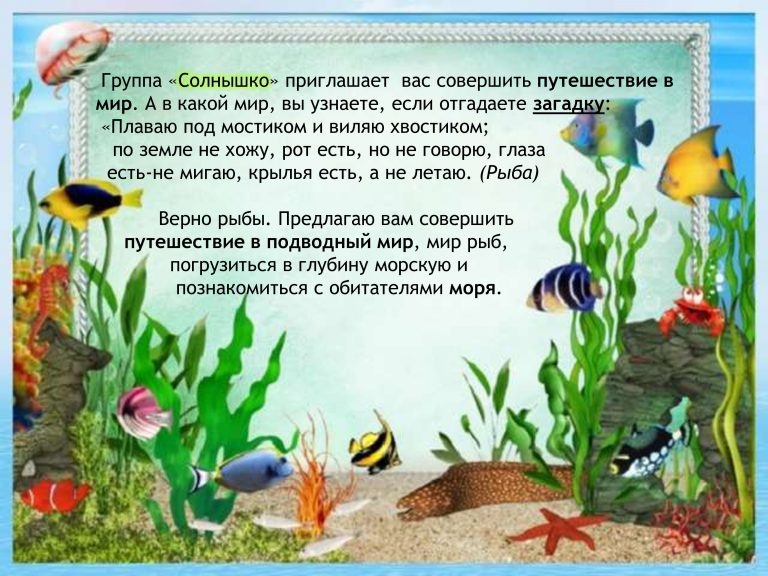 Группа «Солнышко» приглашает вас совершить путешествие в
мир. А в какой мир, вы узнаете, если отгадаете загадку:
«Плаваю под мостиком и виляю хвостиком;
по земле не хожу, рот есть, но не говорю, глаза
есть-не мигаю, крылья есть, а не летаю. (Рыба)
Верно рыбы. Предлагаю вам совершить
путешествие в подводный мир, мир рыб,
погрузиться в глубину морскую и
познакомиться с обитателями моря.